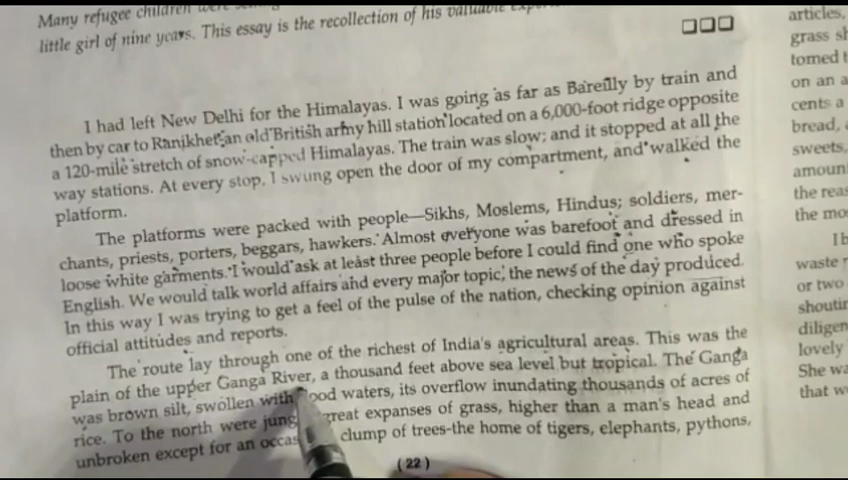 Many refugee children were
little girl of nine years. This essay is the recollection of his valuable
I had left New Delhi for the Himalayas. I was going as far as Bareilly by train and
then by car to Ranikhet, an old British army hill station located on a 6,000-foot ridge opposite
a 120-mile stretch of snow-capped Himalayas. The train was slow; and it stopped at all the
way stations. At every stop, I swung open the door of my compartment, and walked the
platform.
The platforms were packed with people—Sikhs, Moslems, Hindus; soldiers, mer-
chants, priests, porters, beggars, hawkers. Almost everyone was barefoot and dressed in
loose white garments. I would ask at least three people before I could find one who spoke
English. We would talk world affairs and every major topic, the news of the day produced.
In this way I was trying to get a feel of the pulse of the nation, checking opinion against
official attitudes and reports.
The route lay through one of the richest of India's agricultural areas. This was the
plain of the upper Ganga River, a thousand feet above sea level but tropical. The Ganga
was brown silt, swollen with flood waters, its overflow inundating thousands of acres of
rice. To the north were great expanses of grass, higher than a man's head and
unbroken except for an clump of trees-the home of tigers, elephants, pythons,
(22)
articles,
grass
tomed
on an
cents a
bread,
sweets,
the
the
waste
or two
lovely
She
that